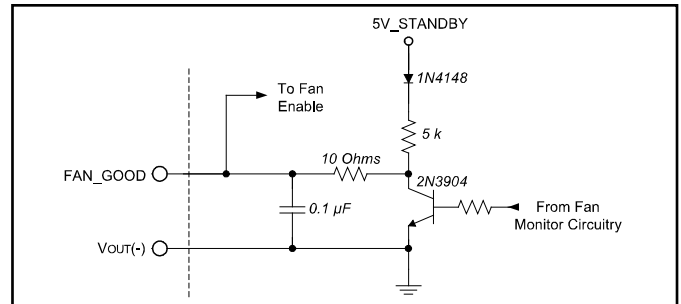 5V_STANDBY
1N4148
To Fan
Enable
5 k
10 Ohms
FAN_GOOD
2N3904
0.1 µF
From Fan
Monitor Circuitry
VOUT(-)